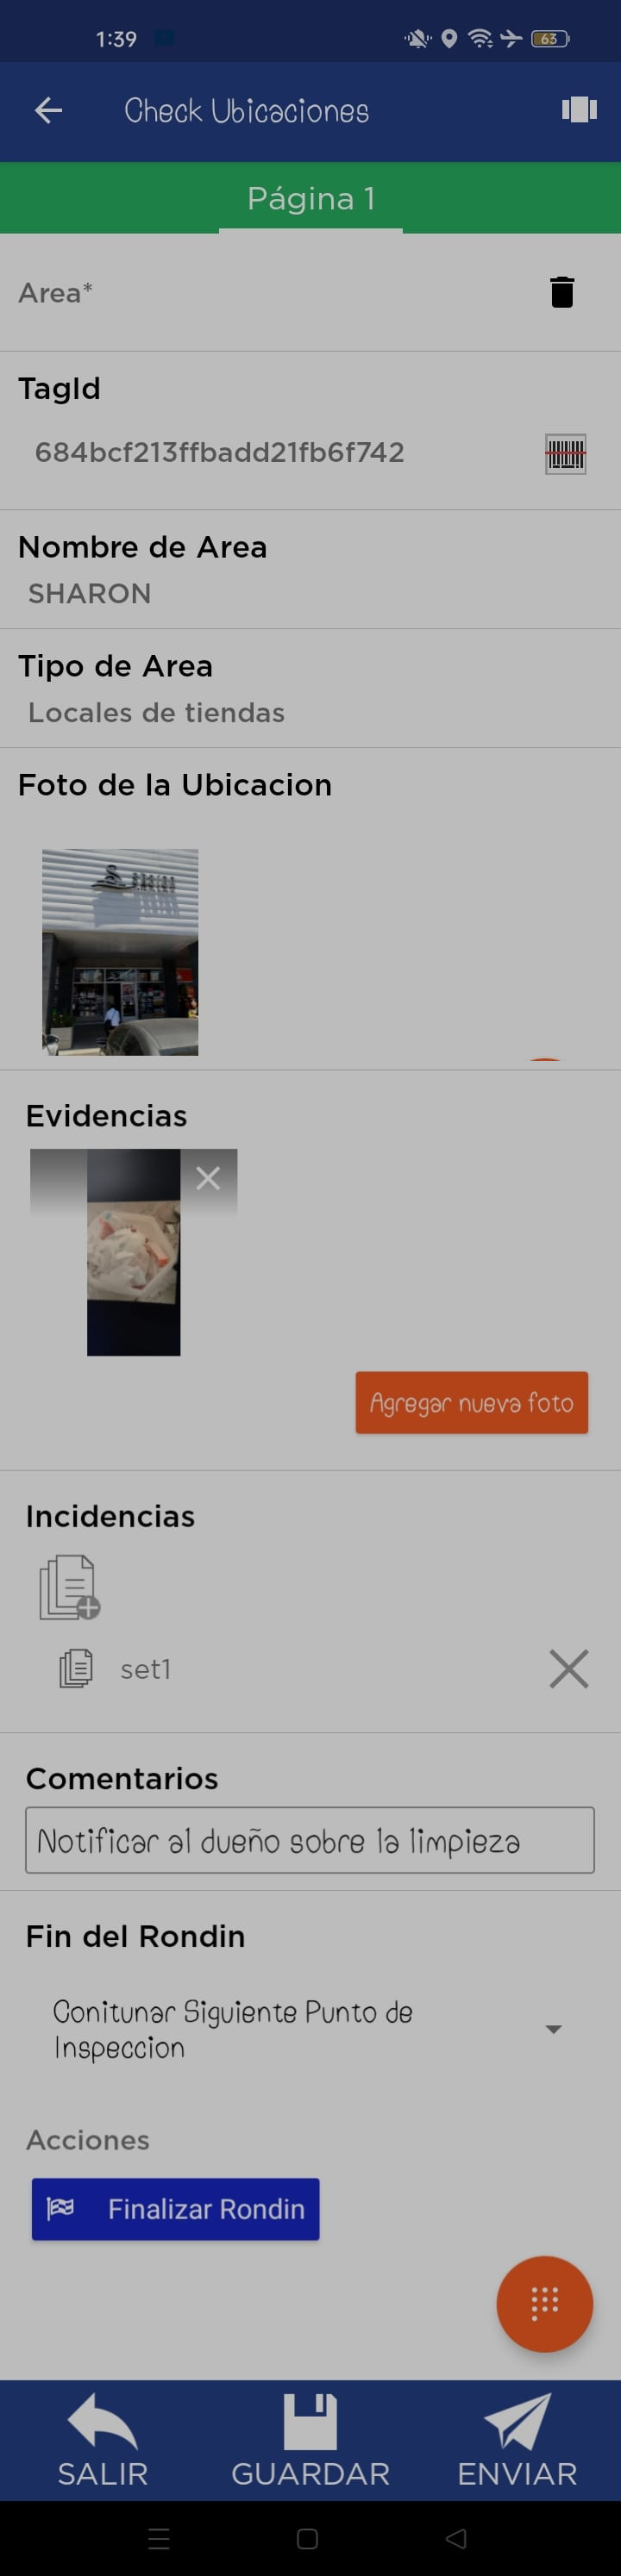 1:39
63
Check Ubicaciones
Página 1
Area*
TagId
684bcf213ffbadd21fb6f742
Nombre de Area
SHARON
Tipo de Area
Locales de tiendas
Foto de la Ubicacion
Evidencias
Agregar nueva foto
Incidencias
set1
Comentarios
Notificar al dueño sobre la limpieza
Fin del Rondin
Conitunar Siguiente Punto de
Inspeccion
Acciones
Finalizar Rondin
SALIR GUARDAR ENVIAR